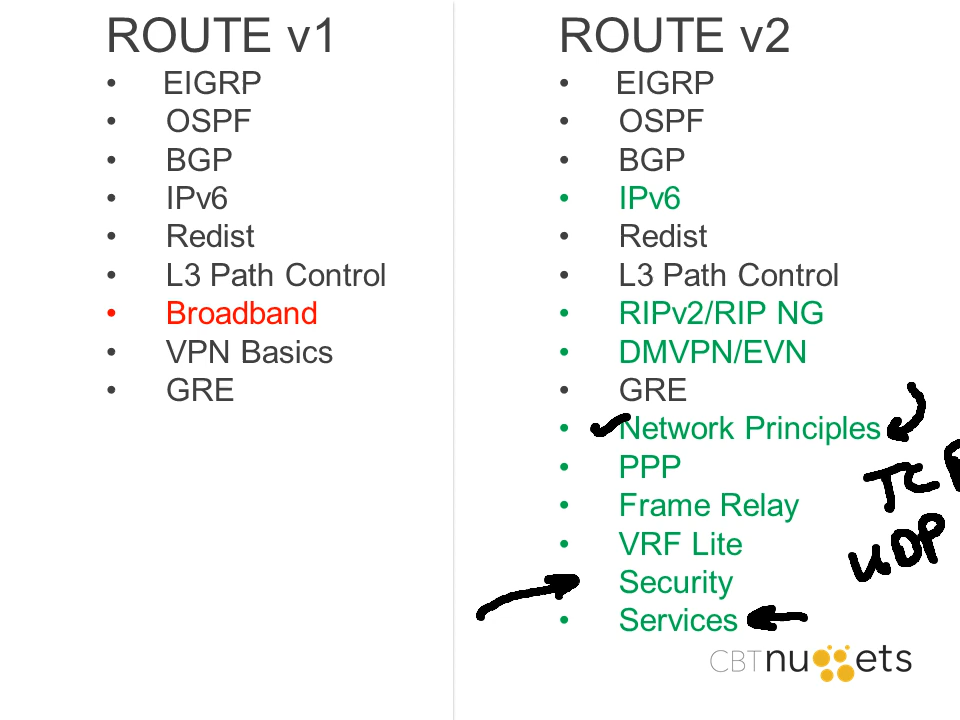 ROUTE v1
• EIGRP
• OSPF
• BGP
• IPv6
• Redist
• L3 Path Control
• Broadband
• VPN Basics
• GRE
ROUTE v2
• EIGRP
• OSPF
• BGP
• IPv6
• Redist
• L3 Path Control
• RIPv2/RIP NG
• DMVPN/EVN
• GRE
• Network Principles
• PPP
• Frame Relay
• VRF Lite
Security
• Services
TCP
UDP
CBTnuggets